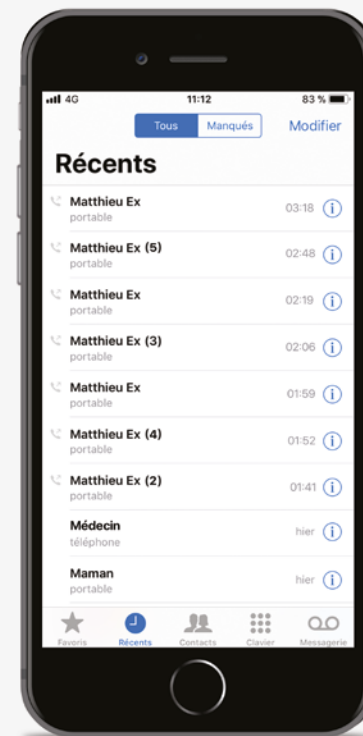 4G 11:12 83 %
Tous Manqués Modifier
Récents
Matthieu Ex 03:18
portable
Matthieu Ex (5) 02:48
portable
Matthieu Ex 02:19
portable
Matthieu Ex (3) 02:06
portable
Matthieu Ex 01:59
portable
Matthieu Ex (4) 01:52
portable
Matthieu Ex (2) 01:41
portable
Médecin hier
téléphone
Maman hier
portable
Favoris Récents Contacts Clavier Messagerie